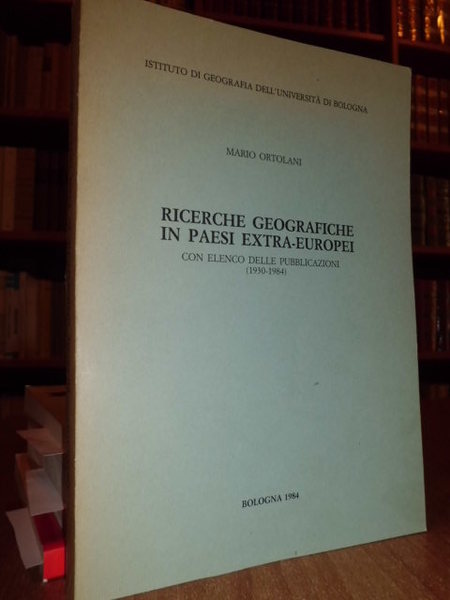 ISTITUTO DI GEOGRAFIA DELL'UNIVERSITÀ DI BOLOGNA
MARIO ORTOLANI
RICERCHE GEOGRAFICHE
IN PAESI EXTRA-EUROPEI
CON ELENCO DELLE PUBBLICAZIONI
(1930-1984)
BOLOGNA 1984